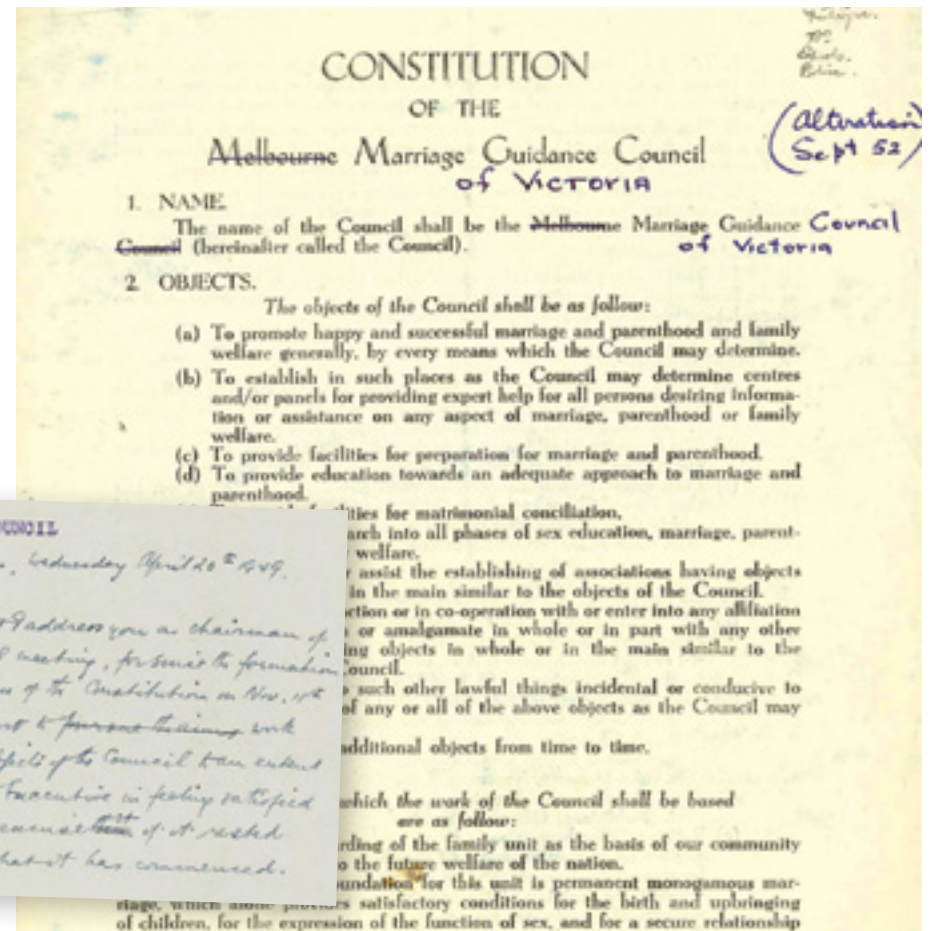 CONSTITUTION
OF THE
Melbourne Marriage Guidance Council
of VICTORIA
(Alteration
Sept 52)
1. NAME.
The name of the Council shall be the Melbourne Marriage Guidance Council
Council (hereinafter called the Council). of Victoria
2. OBJECTS.
The objects of the Council shall be as follow:
(a) To promote happy and successful marriage and parenthood and family
welfare generally, by every means which the Council may determine.
(b) To establish in such places as the Council may determine centres
and/or panels for providing expert help for all persons desiring informa-
tion or assistance on any aspect of marriage, parenthood or family
welfare.
(c) To provide facilities for preparation for marriage and parenthood.
(d) To provide education towards an adequate approach to marriage and
parenthood.
ities for matrimonial conciliation,
arch into all phases of sex education, marriage, parent-
welfare.
assist the establishing of associations having objects
in the main similar to the objects of the Council.
ction or in co-operation with or enter into any affiliation
or amalgamate in whole or in part with any other
ing objects in whole or in the main similar to the
Council.
such other lawful things incidental or conducive to
of any or all of the above objects as the Council may
additional objects from time to time.
which the work of the Council shall be based
are as follow:
rding of the family unit as the basis of our community
o the future welfare of the nation.
undation for this unit is permanent monogamous mar-
riage, which alone provides satisfactory conditions for the birth and upbringing
of children, for the expression of the function of sex, and for a secure relationship
OUNCIL
Wednesday April 20th 1949.
I address you as chairman of
meeting, for since the formation
of the Constitution on Nov. 10th
to pursue the aims work
of the Council to an extent
Executive in feeling satisfied
of it rested
that it has commenced.